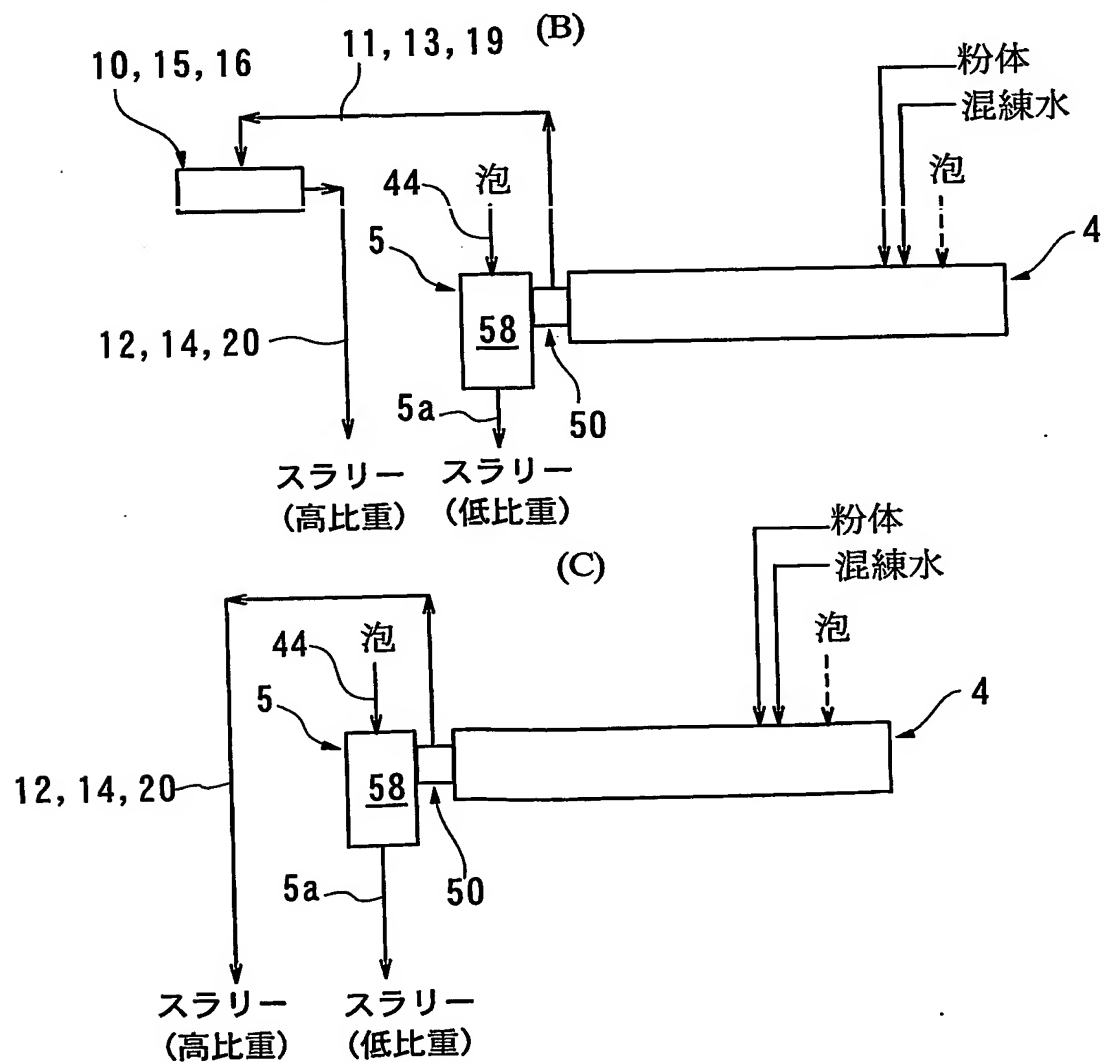 (B)
11, 13, 19
10, 15, 16
粉体
混練水
泡
泡
44
5
4
58
12, 14, 20
5a
50
スラリー
(高比重)
スラリー
(低比重)
(C)
粉体
混練水
泡
泡
44
5
4
58
12, 14, 20
5a
50
スラリー
(高比重)
スラリー
(低比重)